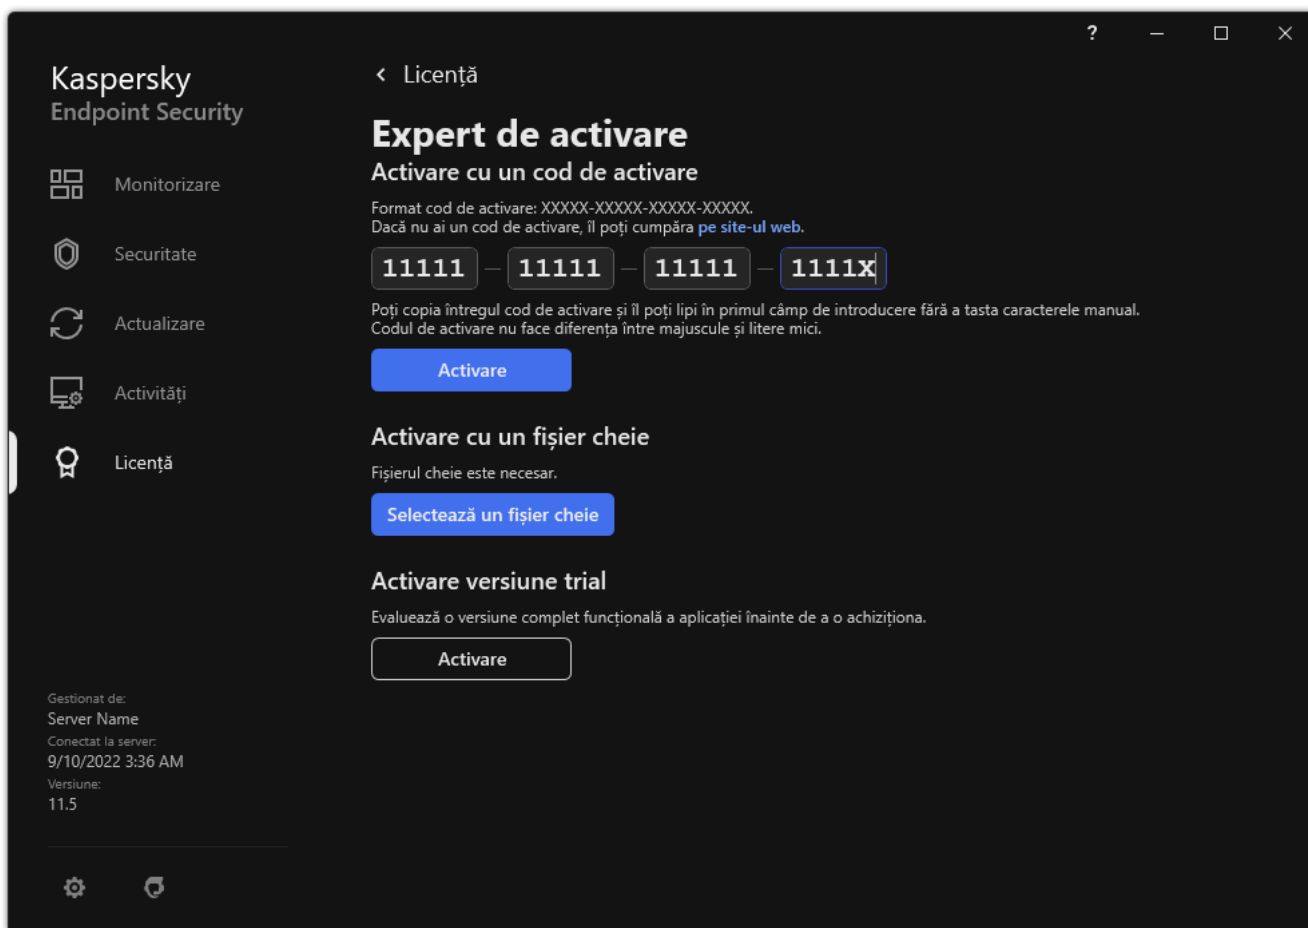 ?
Kaspersky
Endpoint Security
Monitorizare
Securitate
Actualizare
Activități
Licență
Gestionat de:
Server Name
Conectat la server:
9/10/2022 3:36 AM
Versiune:
11.5
Licență
Expert de activare
Activare cu un cod de activare
Format cod de activare: XXXXX-XXXXX-XXXXX-XXXXX.
Dacă nu ai un cod de activare, îl poți cumpăra pe site-ul web.
11111 — 11111 — 11111 — 1111x
Poți copia întregul cod de activare și îl poți lipi în primul câmp de introducere fără a tasta caracterele manual.
Codul de activare nu face diferența între majuscule și litere mici.
Activare
Activare cu un fișier cheie
Fișierul cheie este necesar.
Selectează un fișier cheie
Activare versiune trial
Evaluează o versiune complet funcțională a aplicației înainte de a o achiziționa.
Activare